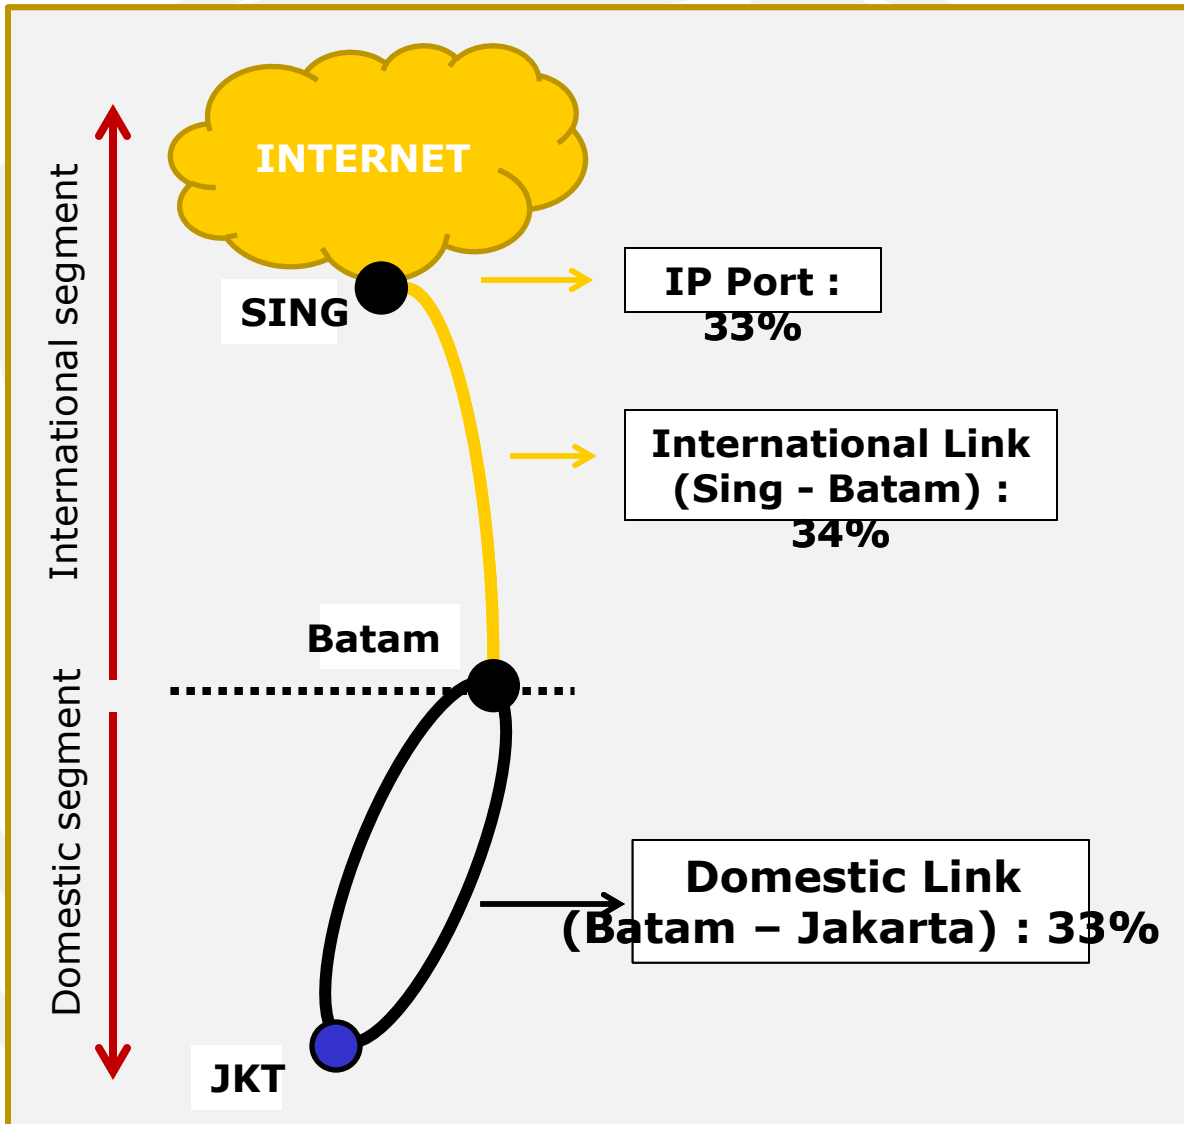 INTERNET
International segment
SING
IP Port :
33%
International Link
(Sing - Batam) :
34%
Batam
Domestic segment
Domestic Link
(Batam – Jakarta) : 33%
JKT